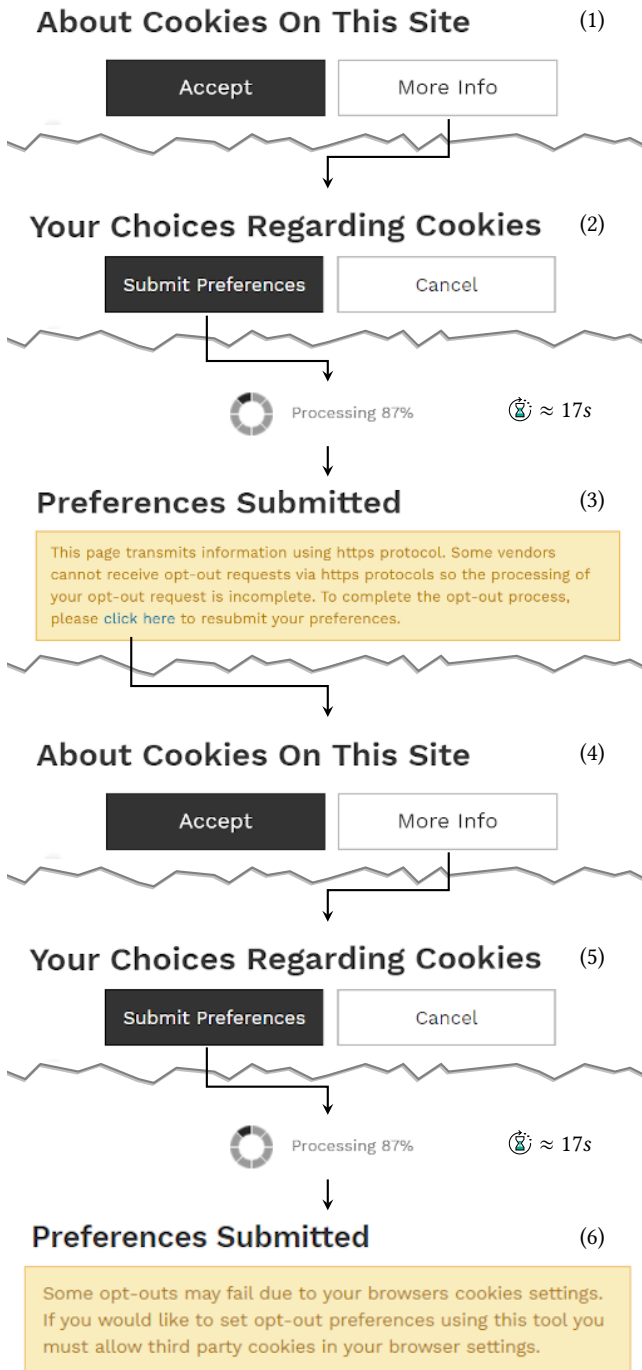 About Cookies On This Site (1)
Accept More Info
Your Choices Regarding Cookies (2)
Submit Preferences Cancel
Processing 87% ≈ 17s
Preferences Submitted (3)
This page transmits information using https protocol. Some vendors
cannot receive opt-out requests via https protocols so the processing of
your opt-out request is incomplete. To complete the opt-out process,
please click here to resubmit your preferences.
About Cookies On This Site (4)
Accept More Info
Your Choices Regarding Cookies (5)
Submit Preferences Cancel
Processing 87% ≈ 17s
Preferences Submitted (6)
Some opt-outs may fail due to your browsers cookies settings.
If you would like to set opt-out preferences using this tool you
must allow third party cookies in your browser settings.